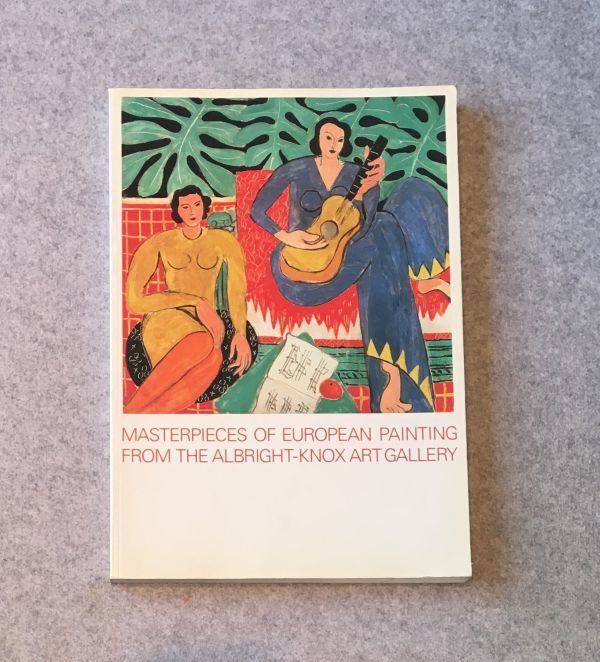 MASTERPIECES OF EUROPEAN PAINTING
FROM THE ALBRIGHT-KNOX ART GALLERY